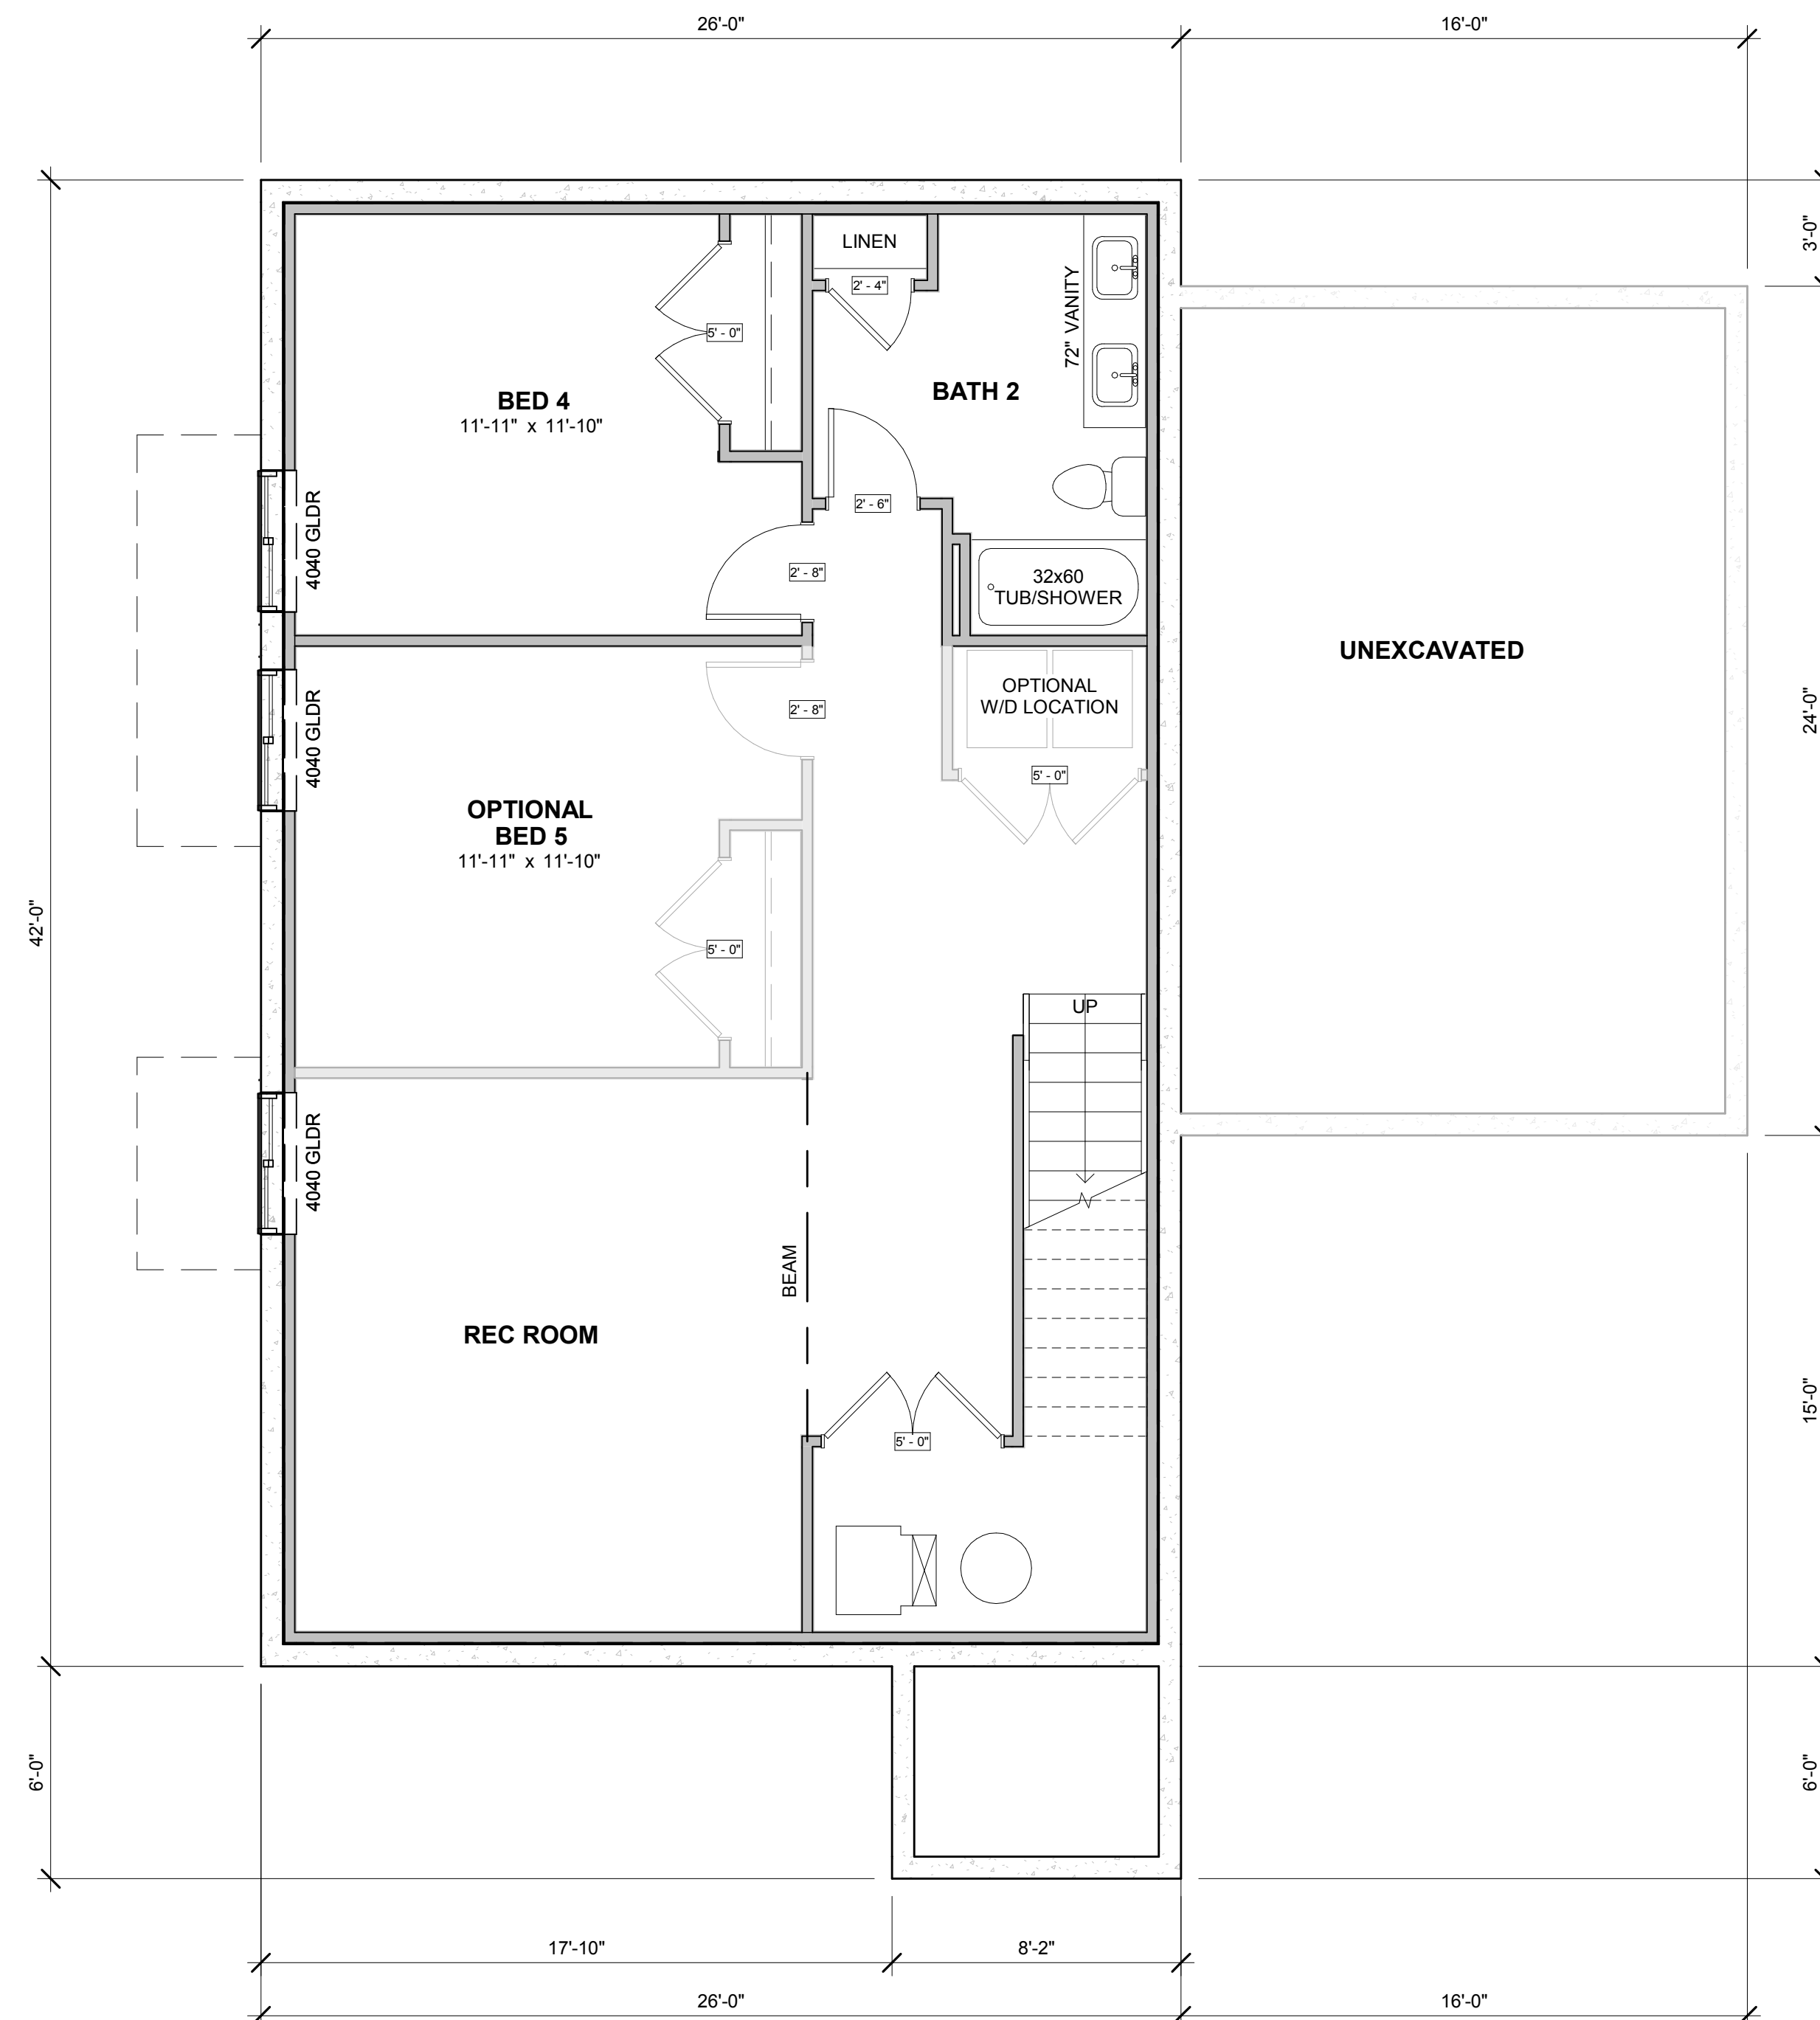 26'-0"
16'-0"
3'-0"
LINEN
2' - 4"
72" VANITY
5' - 0"
BATH 2
BED 4
11'-11" x 11'-10"
2' - 6"
4040 GLDR
2' - 8"
32x60
TUB/SHOWER
UNEXCAVATED
OPTIONAL
W/D LOCATION
2' - 8"
4040 GLDR
24'-0"
5' - 0"
OPTIONAL
BED 5
11'-11" x 11'-10"
42'-0"
5' - 0"
UP
4040 GLDR
BEAM
REC ROOM
15'-0"
5' - 0"
6'-0"
6'-0"
17'-10"
8'-2"
26'-0"
16'-0"